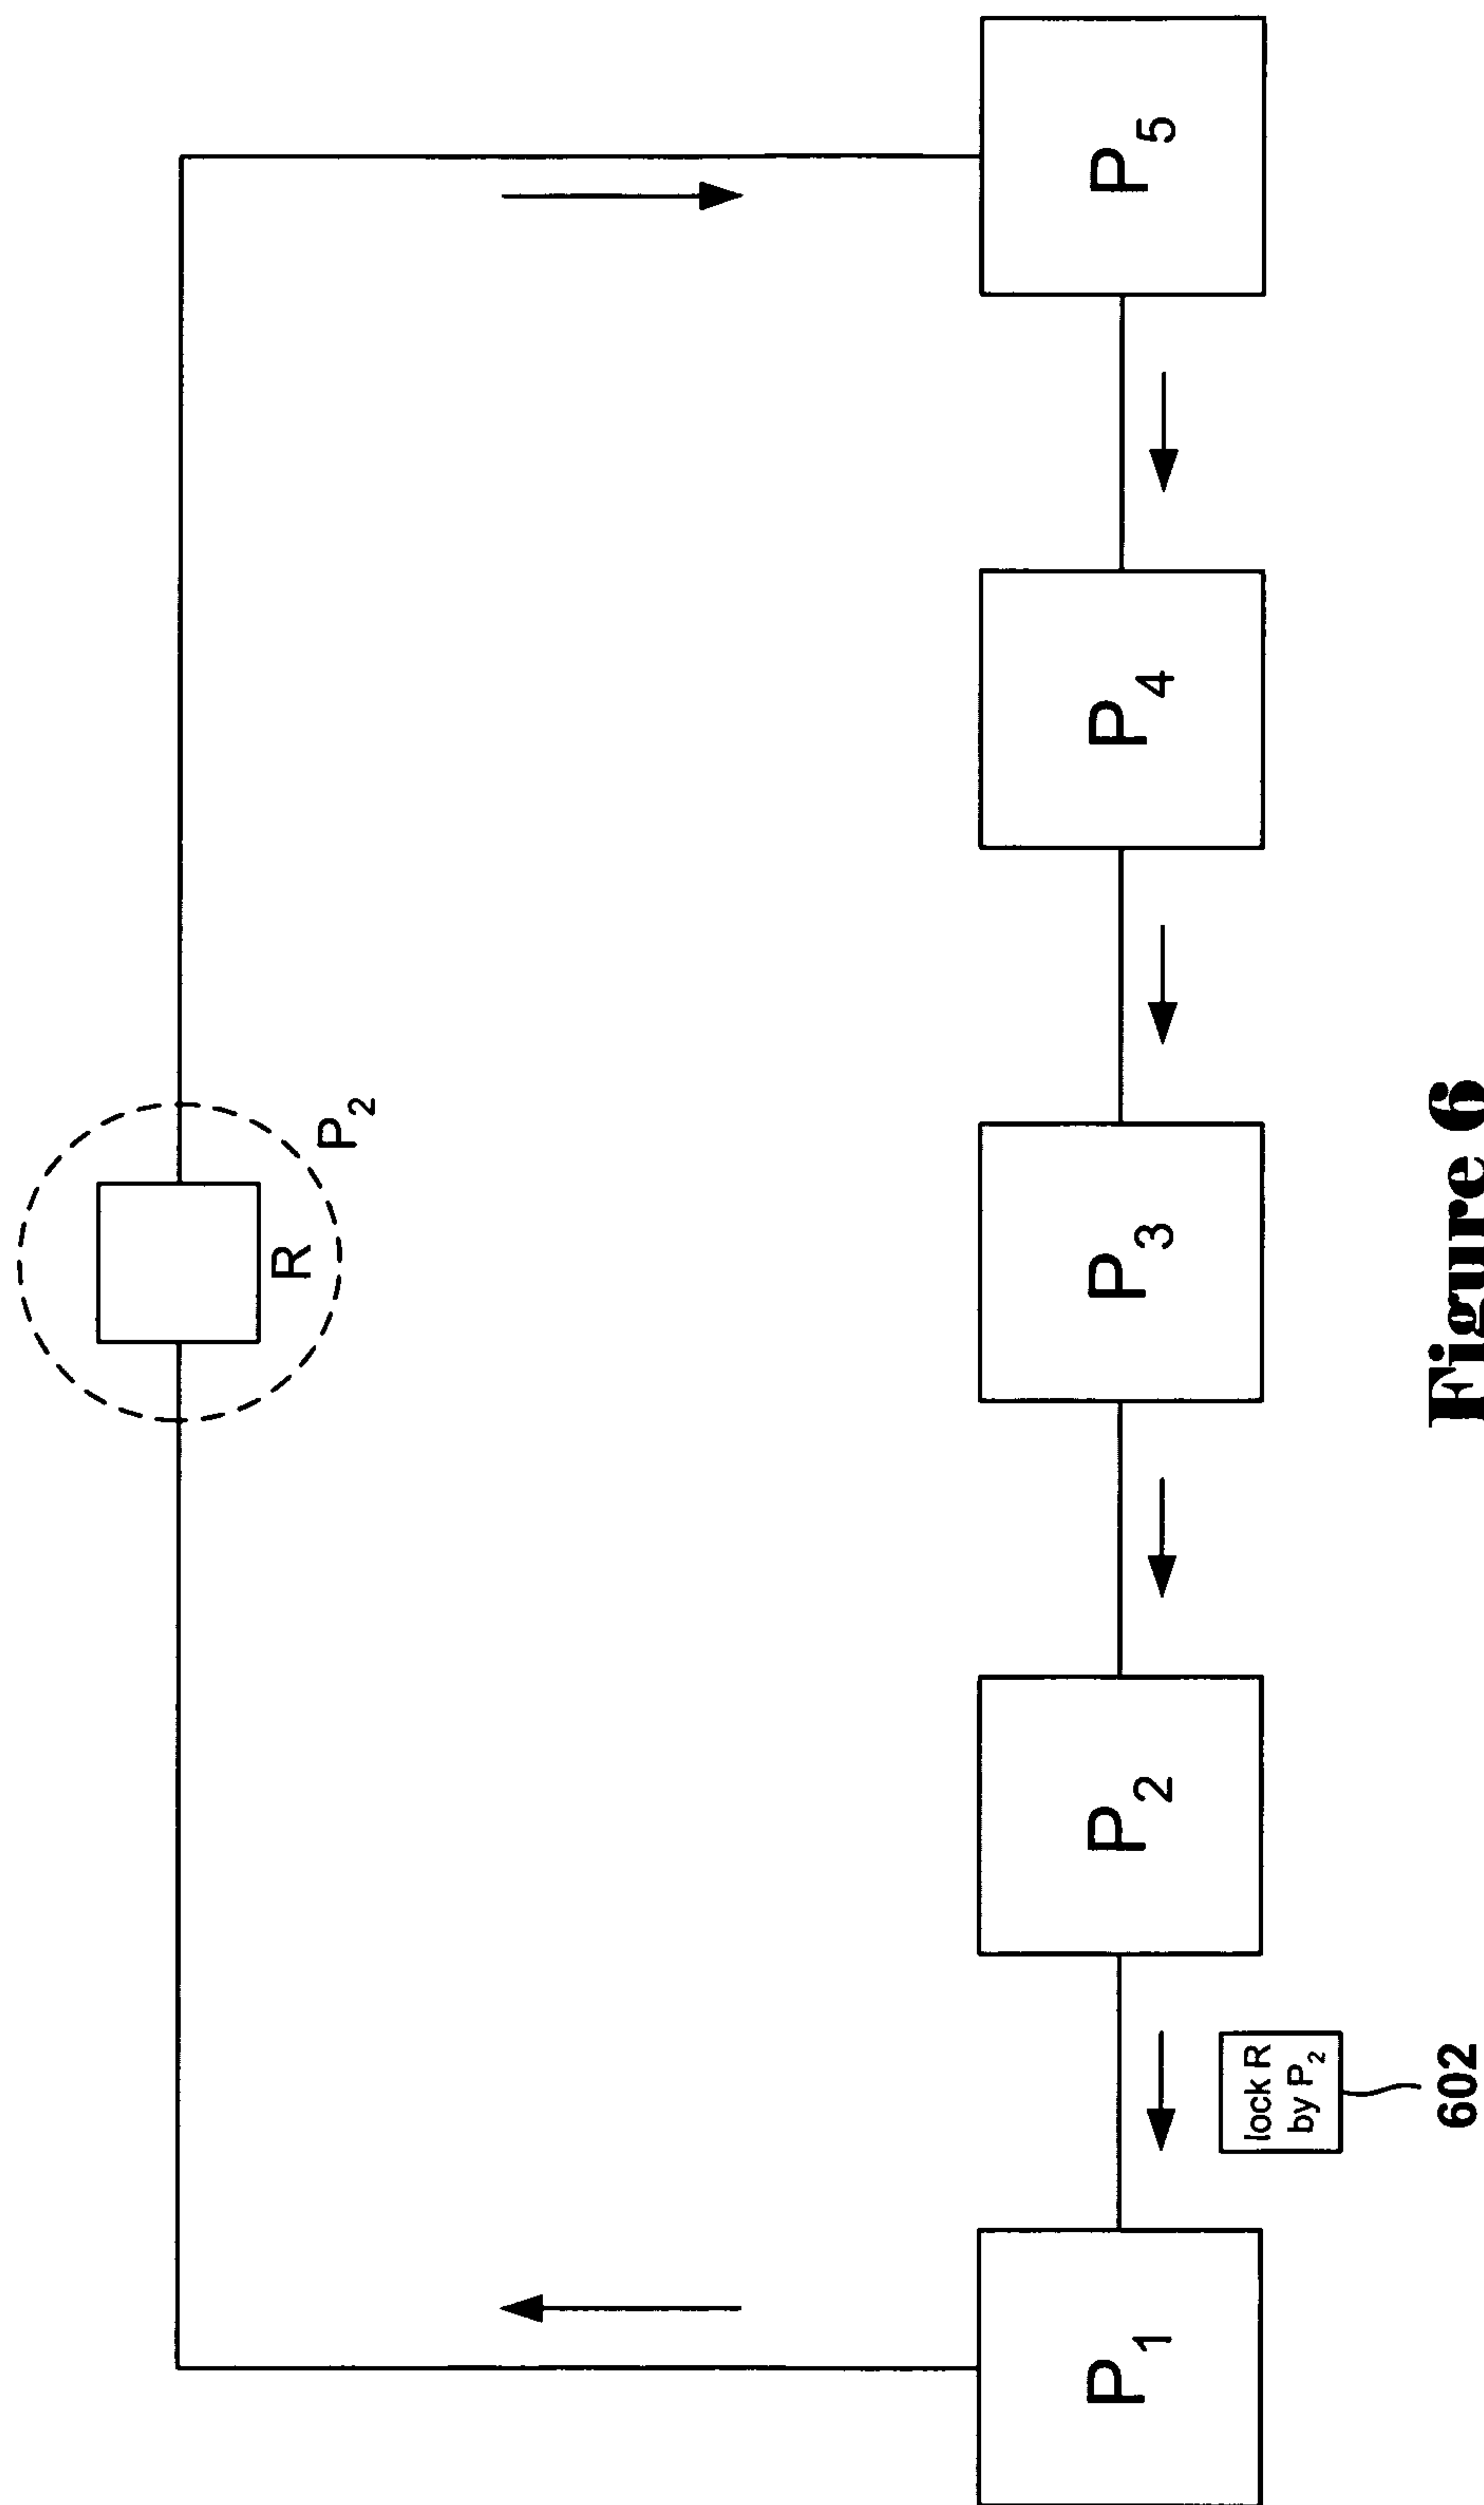 R
P₂
P₁
P₂
P₃
P₄
P₅
lock R
by P₂
602
Figure 6